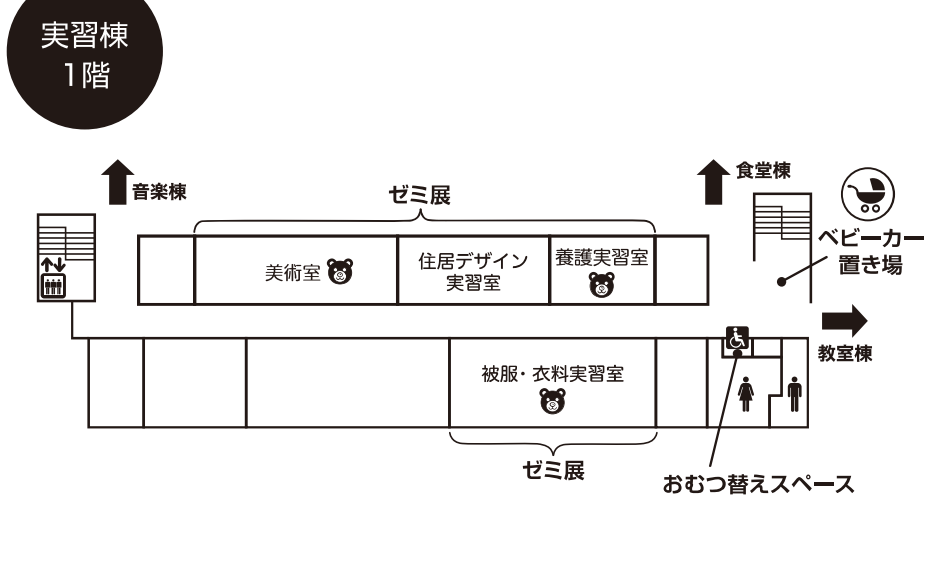 実習棟
1階
音楽棟
食堂棟
ゼミ展
ベビーカー
置き場
美術室
住居デザイン
実習室
養護実習室
教室棟
被服・衣料実習室
ゼミ展
おむつ替えスペース